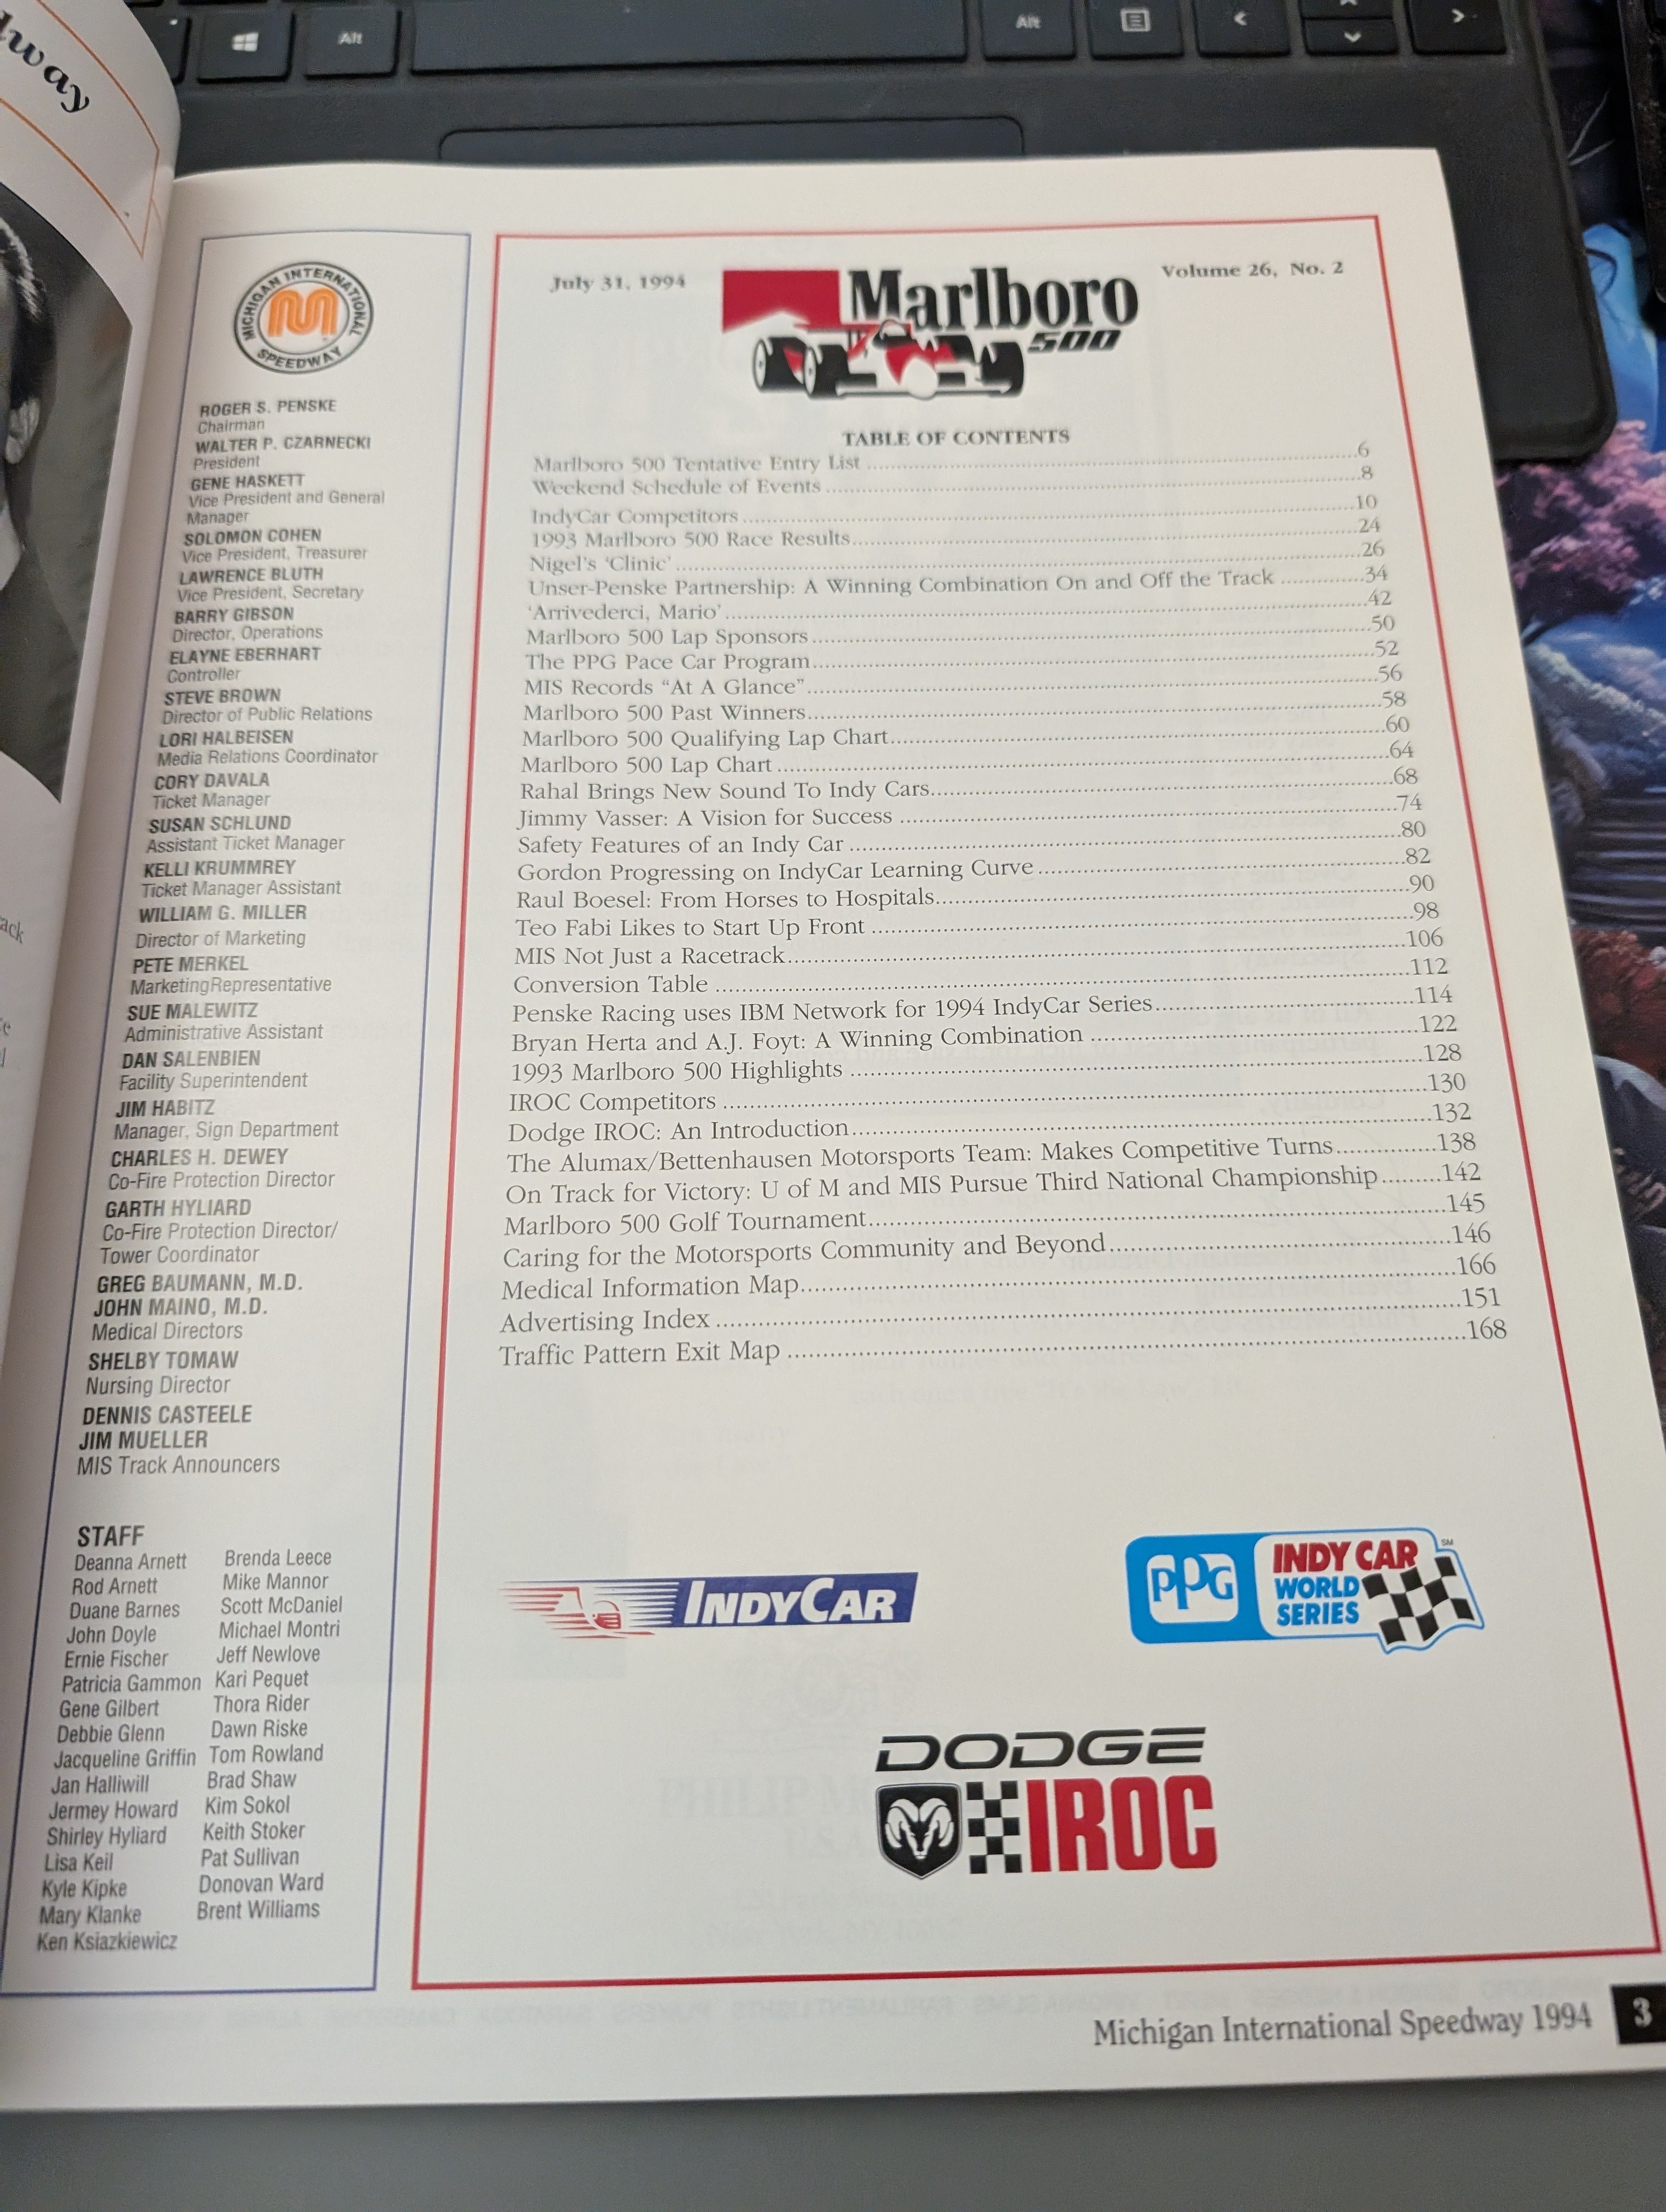 Alt
Alt
MICHIGAN INTERNATIONAL
SPEEDWAY
ROGER S. PENSKE
Chairman
WALTER P. CZARNECKI
President
GENE HASKETT
Vice President and General
Manager
SOLOMON COHEN
Vice President, Treasurer
LAWRENCE BLUTH
Vice President, Secretary
BARRY GIBSON
Director, Operations
ELAYNE EBERHART
Controller
STEVE BROWN
Director of Public Relations
LORI HALBEISEN
Media Relations Coordinator
CORY DAVALA
Ticket Manager
SUSAN SCHLUND
Assistant Ticket Manager
KELLI KRUMMREY
Ticket Manager Assistant
WILLIAM G. MILLER
Director of Marketing
PETE MERKEL
MarketingRepresentative
SUE MALEWITZ
Administrative Assistant
DAN SALENBIEN
Facility Superintendent
JIM HABITZ
Manager, Sign Department
CHARLES H. DEWEY
Co-Fire Protection Director
GARTH HYLIARD
Co-Fire Protection Director/
Tower Coordinator
GREG BAUMANN, M.D.
JOHN MAINO, M.D.
Medical Directors
SHELBY TOMAW
Nursing Director
DENNIS CASTEELE
JIM MUELLER
MIS Track Announcers
STAFF
Deanna Arnett
Rod Arnett
Duane Barnes
John Doyle
Ernie Fischer
Patricia Gammon
Gene Gilbert
Debbie Glenn
Jacqueline Griffin
Jan Halliwill
Jermey Howard
Shirley Hyliard
Lisa Keil
Kyle Kipke
Mary Klanke
Ken Ksiazkiewicz
Brenda Leece
Mike Mannor
Scott McDaniel
Michael Montri
Jeff Newlove
Kari Pequet
Thora Rider
Dawn Riske
Tom Rowland
Brad Shaw
Kim Sokol
Keith Stoker
Pat Sullivan
Donovan Ward
Brent Williams
July 31, 1994
Marlboro
500
Volume 26, No. 2
TABLE OF CONTENTS
Marlboro 500 Tentative Entry List ... 6
Weekend Schedule of Events ... 8
IndyCar Competitors ... 10
1993 Marlboro 500 Race Results ... 24
Nigel's 'Clinic' ... 26
Unser-Penske Partnership: A Winning Combination On and Off the Track ... 34
'Arrivederci, Mario' ... 42
Marlboro 500 Lap Sponsors ... 50
The PPG Pace Car Program ... 52
MIS Records “At A Glance” ... 56
Marlboro 500 Past Winners ... 58
Marlboro 500 Qualifying Lap Chart ... 60
Marlboro 500 Lap Chart ... 64
Rahal Brings New Sound To Indy Cars ... 68
Jimmy Vasser: A Vision for Success ... 74
Safety Features of an Indy Car ... 80
Gordon Progressing on IndyCar Learning Curve ... 82
Raul Boesel: From Horses to Hospitals ... 90
Teo Fabi Likes to Start Up Front ... 98
MIS Not Just a Racetrack ... 106
Conversion Table ... 112
Penske Racing uses IBM Network for 1994 IndyCar Series ... 114
Bryan Herta and A.J. Foyt: A Winning Combination ... 122
1993 Marlboro 500 Highlights ... 128
IROC Competitors ... 130
Dodge IROC: An Introduction ... 132
The Alumax/Bettenhausen Motorsports Team: Makes Competitive Turns ... 138
On Track for Victory: U of M and MIS Pursue Third National Championship ... 142
Marlboro 500 Golf Tournament ... 145
Caring for the Motorsports Community and Beyond ... 146
Medical Information Map ... 166
Advertising Index ... 151
Traffic Pattern Exit Map ... 168
INDYCAR
PPG
INDY CAR
WORLD
SERIES
SM
DODGE
IROC
Michigan International Speedway 1994
3